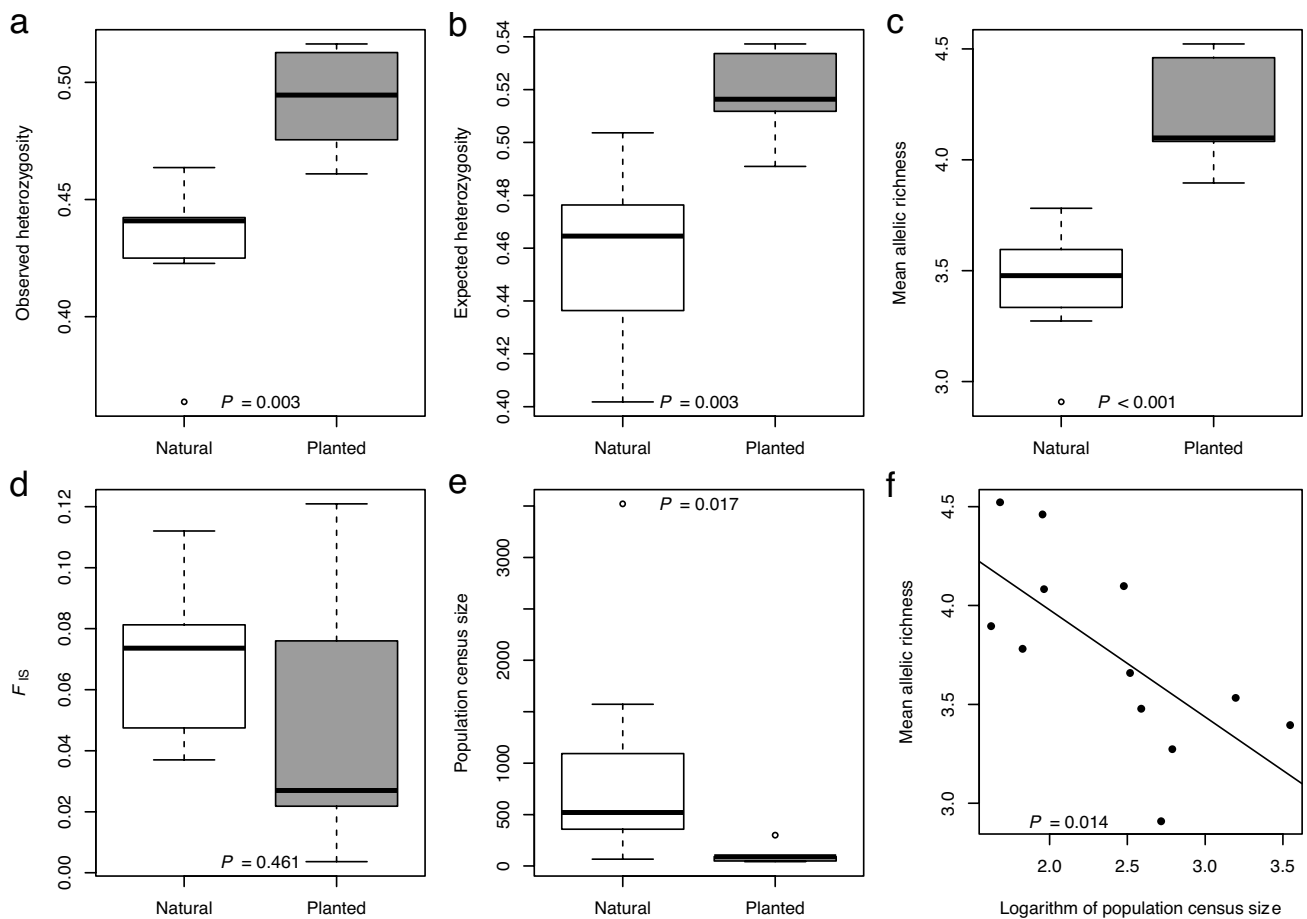 a
Observed heterozygosity
0.50
0.45
0.40
P = 0.003
Natural Planted
b
Expected heterozygosity
0.54
0.52
0.50
0.48
0.46
0.44
0.42
0.40
P = 0.003
Natural Planted
c
Mean allelic richness
4.5
4.0
3.5
3.0
P < 0.001
Natural Planted
d
F IS
0.12
0.10
0.08
0.06
0.04
0.02
0.00
P = 0.461
Natural Planted
e
Population census size
3000
2000
1000
500
0
P = 0.017
Natural Planted
f
Mean allelic richness
4.5
4.0
3.5
3.0
P = 0.014
2.0 2.5 3.0 3.5
Logarithm of population census size